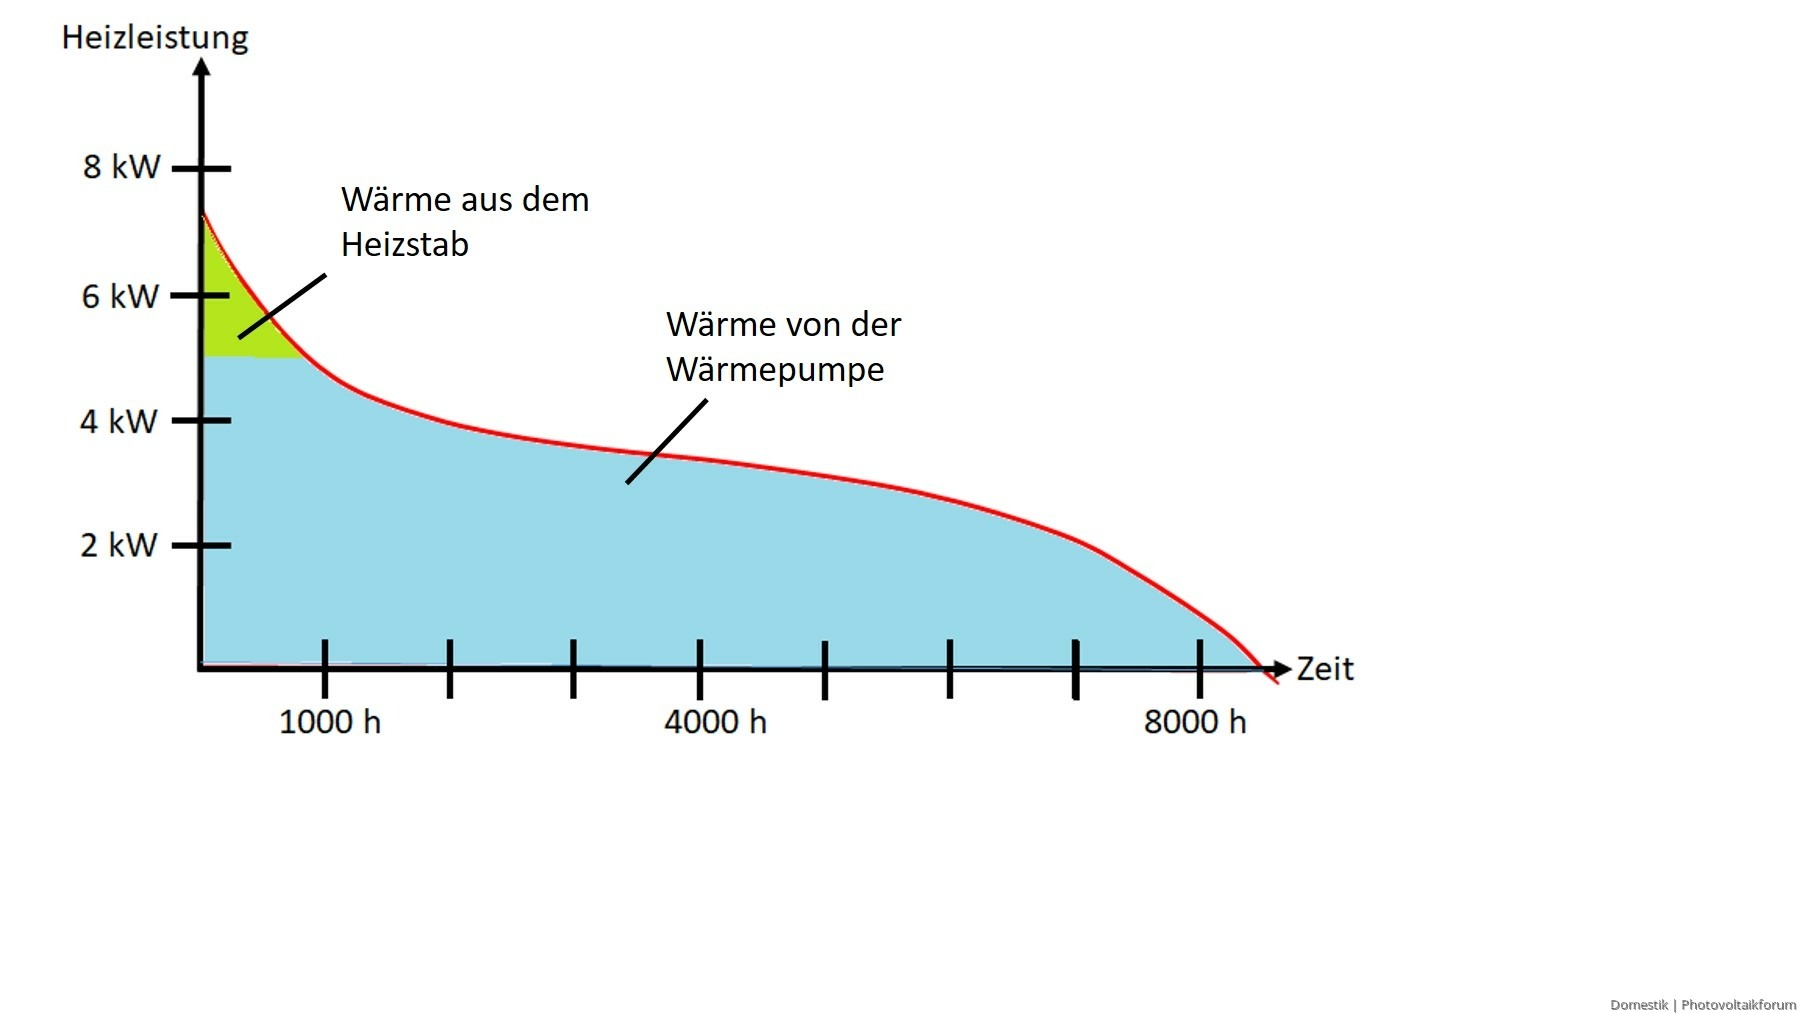 Heizleistung
8 kW
Wärme aus dem
Heizstab
6 kW
Wärme von der
Wärmepumpe
4 kW
2 kW
Zeit
1000 h
4000 h
8000 h
Domestik | Photovoltaikforum